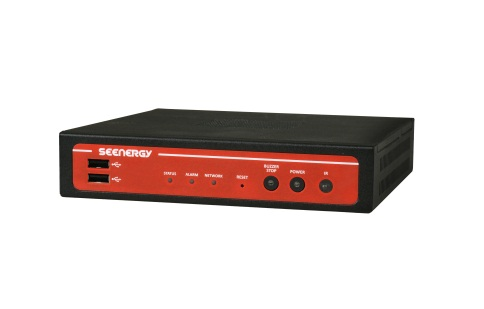 SEENERGY
STATUS
ALARM
NETWORK
RESET
BUZZER
STOP
POWER
IR